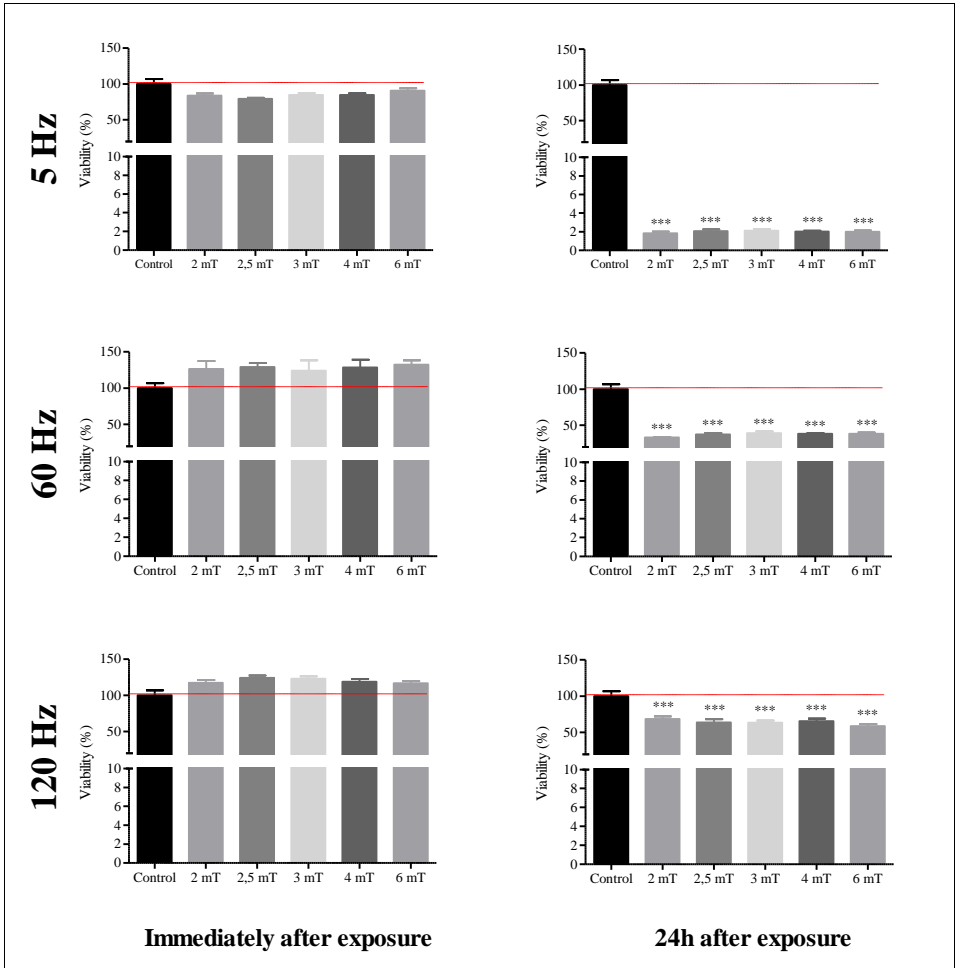 5 Hz
Viability (%)
150
100
50
10
8
6
4
2
0
Control 2 mT 2,5 mT 3 mT 4 mT 6 mT
Viability (%)
150
100
50
10
8
6
4
2
0
*** *** *** *** ***
Control 2 mT 2,5 mT 3 mT 4 mT 6 mT
60 Hz
Viability (%)
150
100
50
10
8
6
4
2
0
Control 2 mT 2,5 mT 3 mT 4 mT 6 mT
Viability (%)
150
100
50
10
8
6
4
2
0
*** *** *** *** ***
Control 2 mT 2,5 mT 3 mT 4 mT 6 mT
120 Hz
Viability (%)
150
100
50
10
8
6
4
2
0
Control 2 mT 2,5 mT 3 mT 4 mT 6 mT
Viability (%)
150
100
50
10
8
6
4
2
0
*** *** *** *** ***
Control 2 mT 2,5 mT 3 mT 4 mT 6 mT
Immediately after exposure
24h after exposure